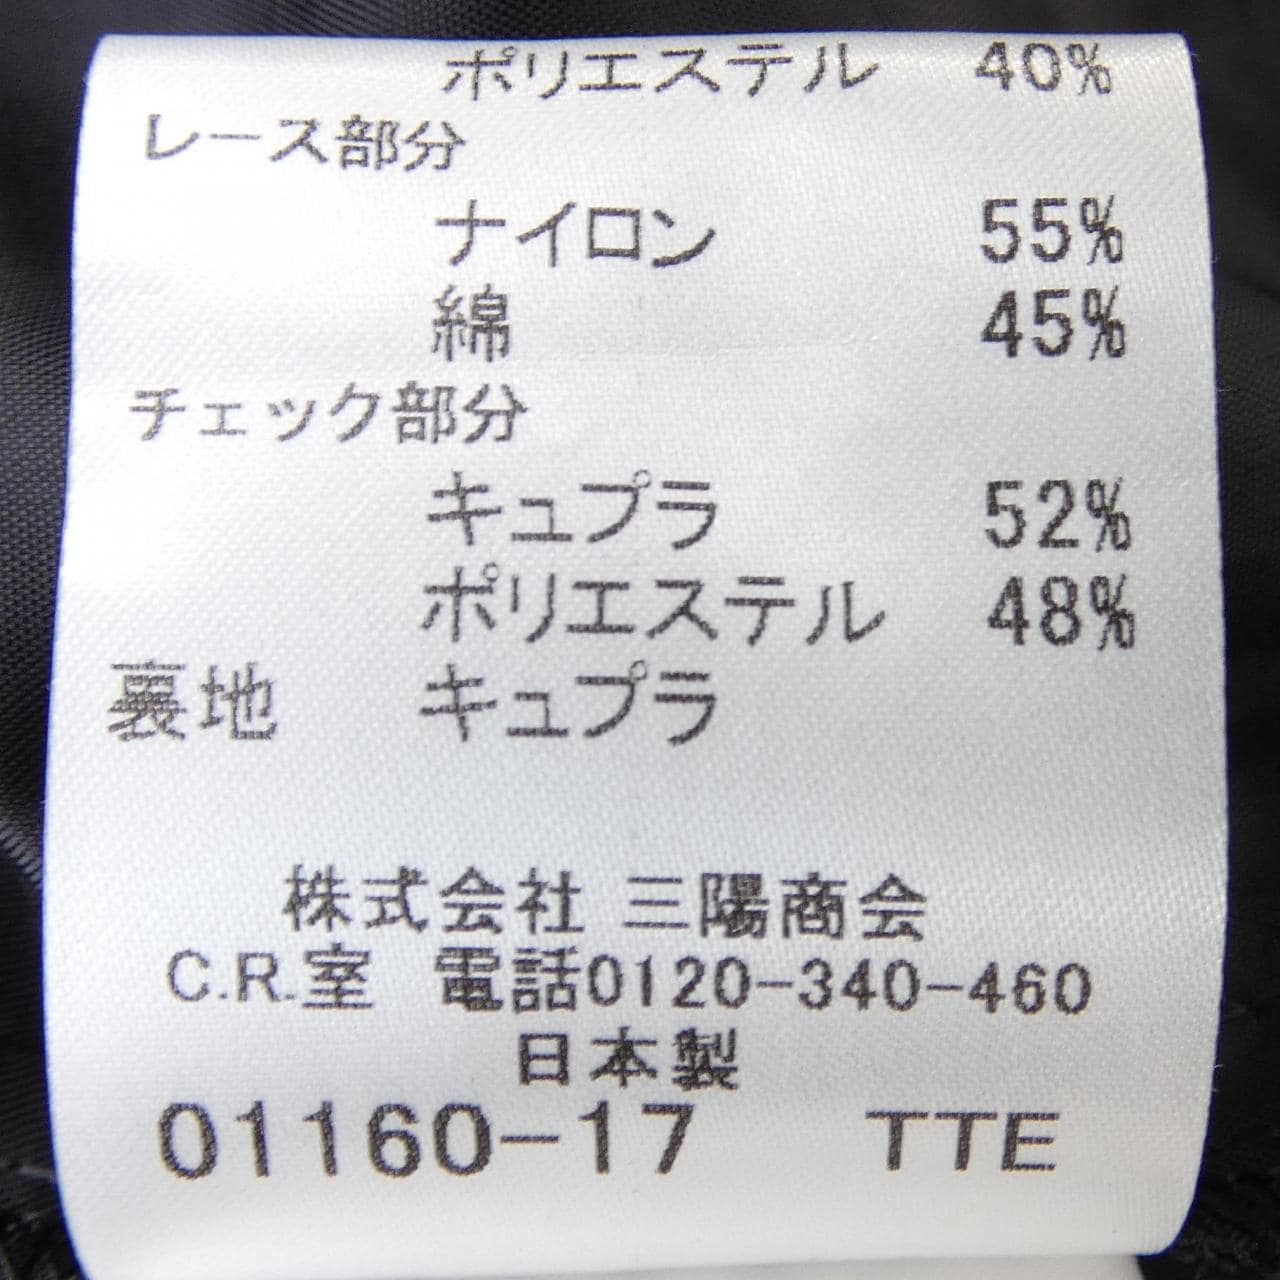 ポリエステル 40%
レース部分
ナイロン 55%
綿 45%
チェック部分
キュプラ 52%
ポリエステル 48%
裏地 キュプラ
株式会社 三陽商会
C.R.室 電話0120-340-460
日本製
01160-17 TTE